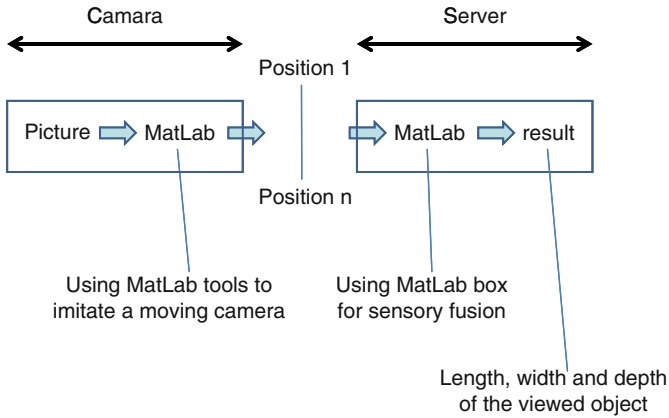 Camara
Server
Position 1
Picture
MatLab
MatLab
result
Position n
Using MatLab tools to
imitate a moving camera
Using MatLab box
for sensory fusion
Length, width and depth
of the viewed object